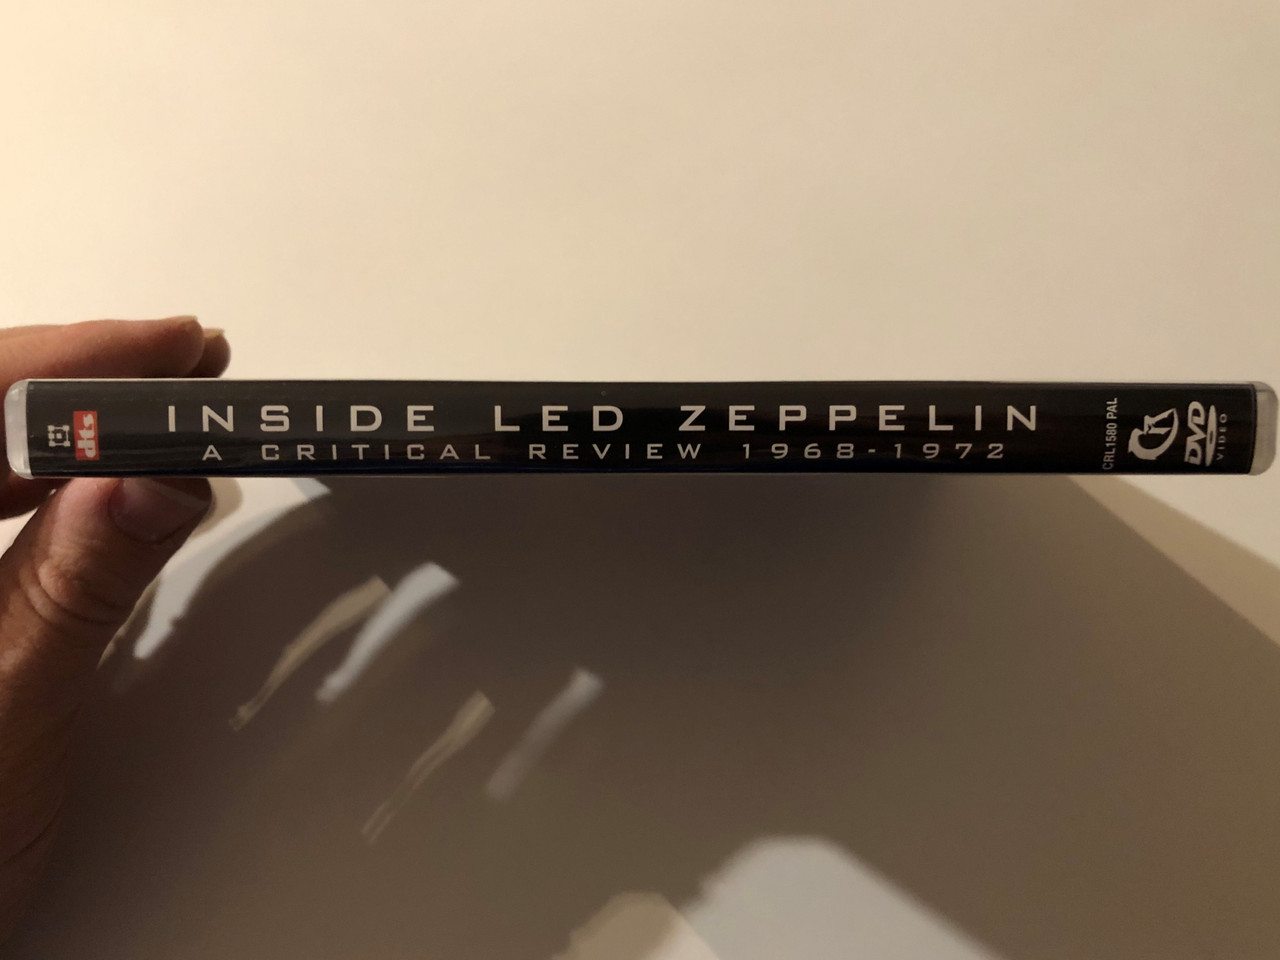 dts
INSIDE LED ZEPPELIN
A CRITICAL REVIEW 1968-1972
CRL1580 PAL
DVD
VIDEO